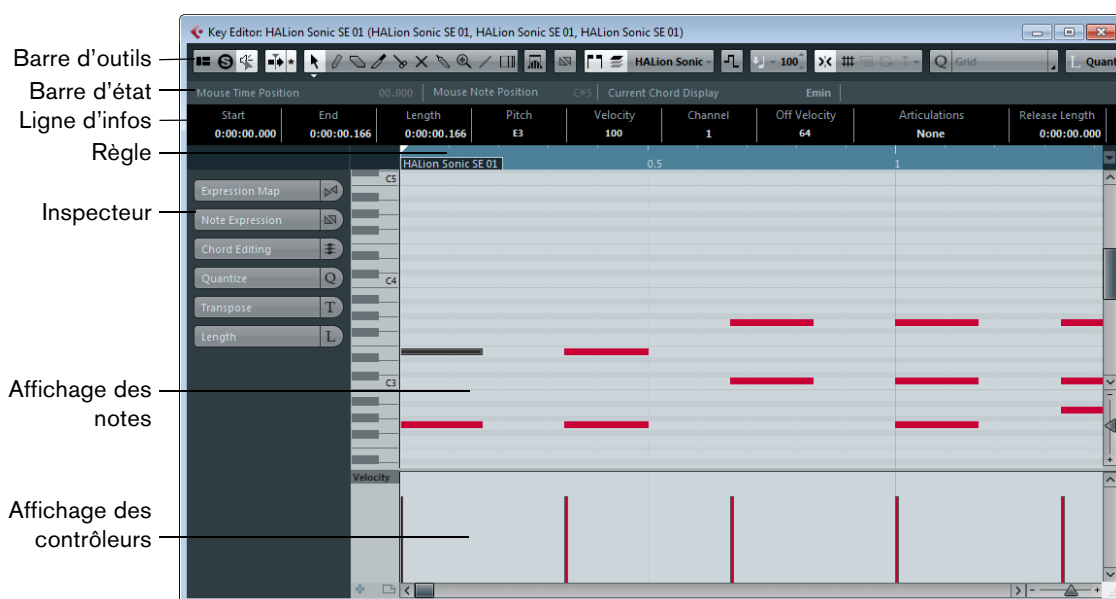 Key Editor: HALion Sonic SE 01 (HALion Sonic SE 01, HALion Sonic SE 01, HALion Sonic SE 01)
Barre d'outils
HALion Sonic
100
Grid
L Quant
Barre d'état
Mouse Time Position 00.000 Mouse Note Position C#5 Current Chord Display Emin
Ligne d'infos
Start End Length Pitch Velocity Channel Off Velocity Articulations Release Length
0:00:00.000 0:00:00.166 0:00:00.166 E3 100 1 64 None 0:00:00.000
Règle
HALion Sonic SE 01 0.5 1
C5
Inspecteur
Expression Map
Note Expression
Chord Editing
Quantize Q
C4
Transpose T
Length L
C3
Affichage des
notes
Velocity
Affichage des
contrôleurs